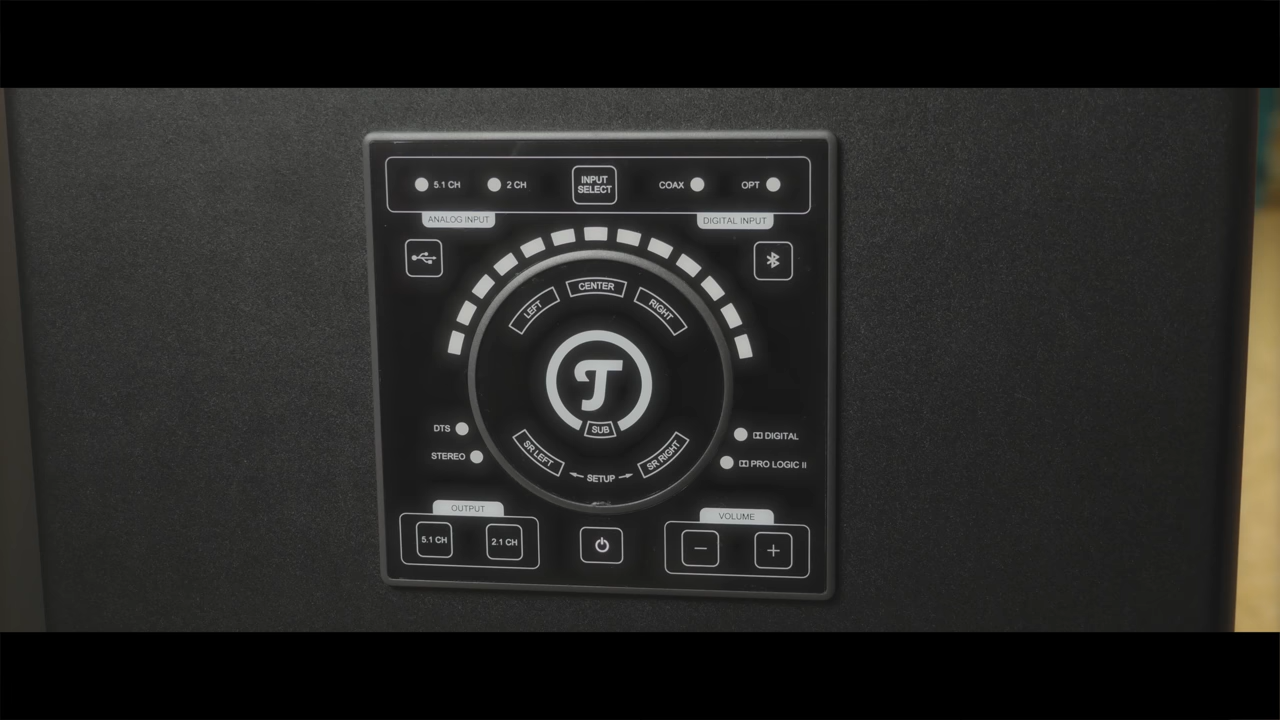 5.1 CH
2 CH
INPUT
SELECT
COAX
OPT
ANALOG INPUT
DIGITAL INPUT
LEFT
CENTER
RIGHT
T
SUB
DTS
STEREO
DIGITAL
PRO LOGIC II
SR LEFT
SETUP
SR RIGHT
OUTPUT
5.1 CH
2.1 CH
VOLUME